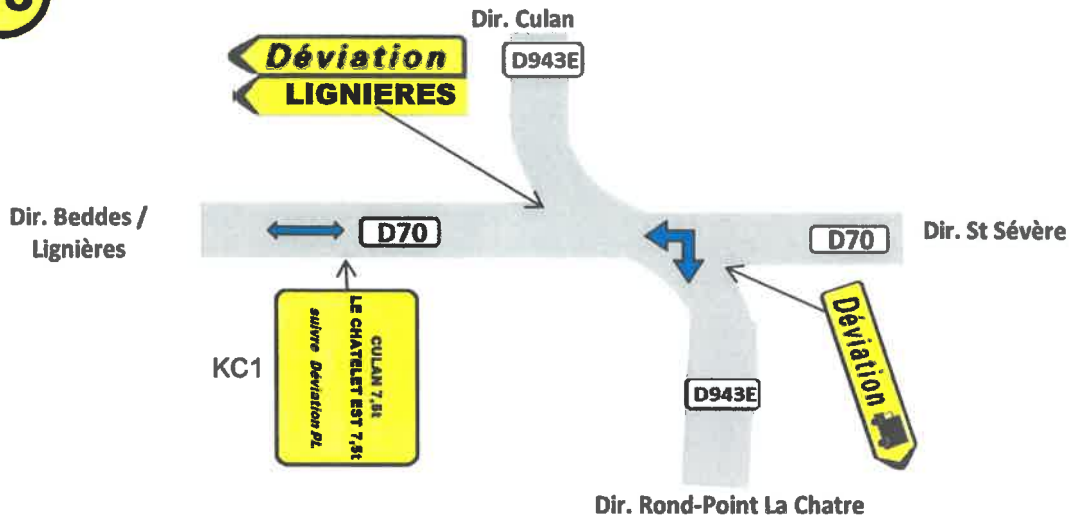 Dir. Culan
Déviation
LIGNIERES
D943E
Dir. Beddes /
Lignières
D70
D70
Dir. St Sévère
KC1
CULAN 7,5t
LE CHATELET EST 7,5t
suivre Déviation PL
Déviation
D943E
Dir. Rond-Point La Chatre